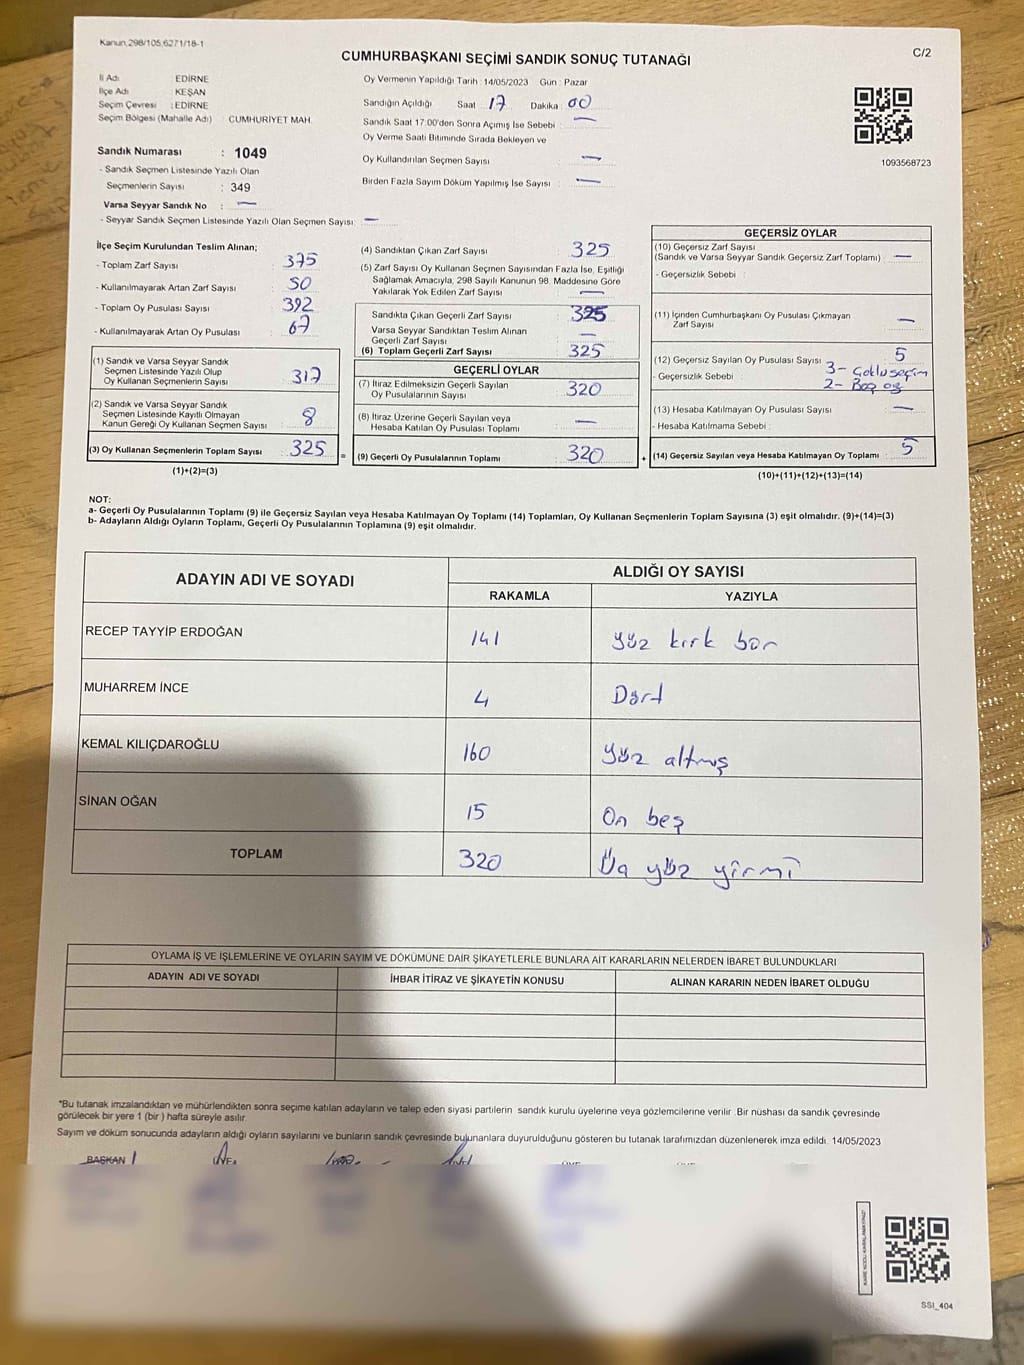 Kanun,298/105,6271/18-1
C/2
CUMHURBAŞKANI SEÇİMİ SANDIK SONUÇ TUTANAĞI
İl Adı : EDİRNE
İlçe Adı : KEŞAN
Seçim Çevresi : EDİRNE
Seçim Bölgesi (Mahalle Adı) CUMHURİYET MAH.
Sandık Numarası : 1049
- Sandık Seçmen Listesinde Yazılı Olan
Seçmenlerin Sayısı : 349
Varsa Seyyar Sandık No : —
- Seyyar Sandık Seçmen Listesinde Yazılı Olan Seçmen Sayısı: —
Oy Vermenin Yapıldığı Tarih : 14/05/2023 Gün : Pazar
Sandığın Açıldığı Saat 17 Dakika 00
Sandık Saat 17:00'den Sonra Açımış İse Sebebi : —
Oy Verme Saati Bitiminde Sırada Bekleyen ve
Oy Kullandırılan Seçmen Sayısı —
Birden Fazla Sayım Döküm Yapılmış İse Sayısı : —
1093568723
İlçe Seçim Kurulundan Teslim Alınan;
- Toplam Zarf Sayısı 375
- Kullanılmayarak Artan Zarf Sayısı 50
- Toplam Oy Pusulası Sayısı 392
- Kullanılmayarak Artan Oy Pusulası 67
(1) Sandık ve Varsa Seyyar Sandık
Seçmen Listesinde Yazılı Olup
Oy Kullanan Seçmenlerin Sayısı 317
(2) Sandık ve Varsa Seyyar Sandık
Seçmen Listesinde Kayıtlı Olmayan
Kanun Gereği Oy Kullanan Seçmen Sayısı 8
(3) Oy Kullanan Seçmenlerin Toplam Sayısı 325
(1)+(2)=(3)
(4) Sandıktan Çıkan Zarf Sayısı 325
(5) Zarf Sayısı Oy Kullanan Seçmen Sayısından Fazla İse, Eşitliği
Sağlamak Amacıyla, 298 Sayılı Kanunun 98. Maddesine Göre
Yakılarak Yok Edilen Zarf Sayısı —
Sandıkta Çıkan Geçerli Zarf Sayısı 325
Varsa Seyyar Sandıktan Teslim Alınan
Geçerli Zarf Sayısı —
(6) Toplam Geçerli Zarf Sayısı 325
GEÇERLİ OYLAR
(7) İtiraz Edilmeksizin Geçerli Sayılan
Oy Pusulalarının Sayısı 320
(8) İtiraz Üzerine Geçerli Sayılan veya
Hesaba Katılan Oy Pusulası Toplamı —
= (9) Geçerli Oy Pusulalarının Toplamı 320
GEÇERSİZ OYLAR
(10) Geçersiz Zarf Sayısı
(Sandık ve Varsa Seyyar Sandık Geçersiz Zarf Toplamı) —
- Geçersizlik Sebebi :
(11) İçinden Cumhurbaşkanı Oy Pusulası Çıkmayan
Zarf Sayısı —
(12) Geçersiz Sayılan Oy Pusulası Sayısı 5
- Geçersizlik Sebebi : 3- Çoklu seçim
2- Boş oy
(13) Hesaba Katılmayan Oy Pusulası Sayısı —
- Hesaba Katılmama Sebebi :
+ (14) Geçersiz Sayılan veya Hesaba Katılmayan Oy Toplamı : 5
(10)+(11)+(12)+(13)=(14)
NOT:
a- Geçerli Oy Pusulalarının Toplamı (9) ile Geçersiz Sayılan veya Hesaba Katılmayan Oy Toplamı (14) Toplamları, Oy Kullanan Seçmenlerin Toplam Sayısına (3) eşit olmalıdır. (9)+(14)=(3)
b- Adayların Aldığı Oyların Toplamı, Geçerli Oy Pusulalarının Toplamına (9) eşit olmalıdır.
ADAYIN ADI VE SOYADI ALDIĞI OY SAYISI
RAKAMLA YAZIYLA
RECEP TAYYİP ERDOĞAN 141 Yüz kırk bir
MUHARREM İNCE 4 Dört
KEMAL KILIÇDAROĞLU 160 Yüz altmış
SİNAN OĞAN 15 On beş
TOPLAM 320 Üç yüz yirmi
OYLAMA İŞ VE İŞLEMLERİNE VE OYLARIN SAYIM VE DÖKÜMÜNE DAİR ŞİKAYETLERLE BUNLARA AİT KARARLARIN NELERDEN İBARET BULUNDUKLARI
ADAYIN ADI VE SOYADI İHBAR İTİRAZ VE ŞİKAYETİN KONUSU ALINAN KARARIN NEDEN İBARET OLDUĞU
*Bu tutanak imzalandıktan ve mühürlendikten sonra seçime katılan adayların ve talep eden siyasi partilerin sandık kurulu üyelerine veya gözlemcilerine verilir. Bir nüshası da sandık çevresinde
görülecek bir yere 1 (bir ) hafta süreyle asılır.
Sayım ve döküm sonucunda adayların aldığı oyların sayılarını ve bunların sandık çevresinde bulunanlara duyurulduğunu gösteren bu tutanak tarafımızdan düzenlenerek imza edildi. 14/05/2023
BAŞKAN
SSI_404